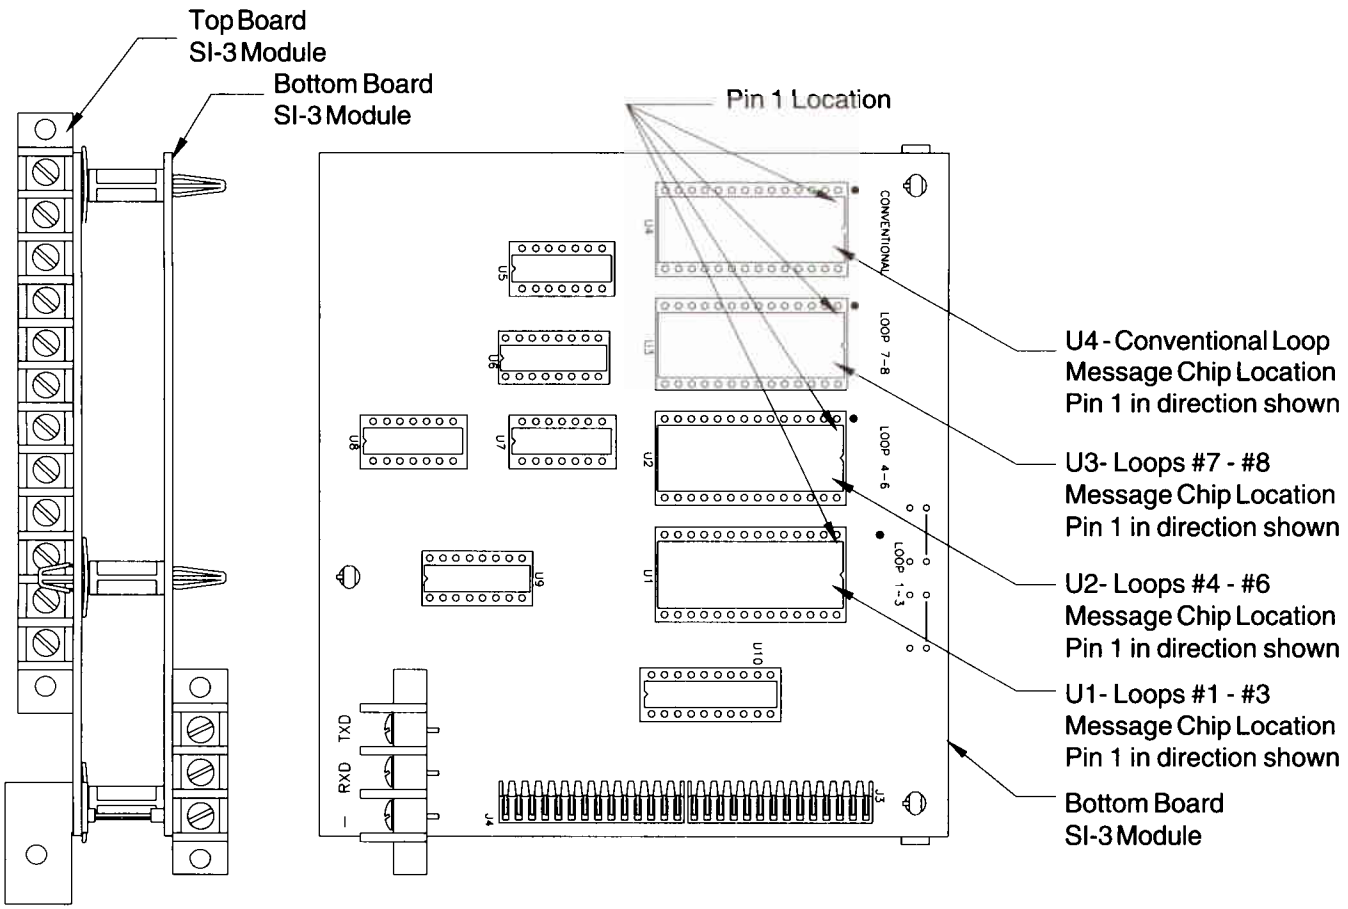 Top Board
SI-3 Module
Bottom Board
SI-3 Module
Pin 1 Location
CONVENTIONAL
U4
U5
LOOP 7-8
U3
U6
U4 - Conventional Loop
Message Chip Location
Pin 1 in direction shown
LOOP 4-6
U2
U7
U8
U3- Loops #7 - #8
Message Chip Location
Pin 1 in direction shown
LOOP 1-3
U1
U9
U2- Loops #4 - #6
Message Chip Location
Pin 1 in direction shown
U10
U1- Loops #1 - #3
Message Chip Location
Pin 1 in direction shown
TXD
RXD
–
J4
J3
Bottom Board
SI-3 Module